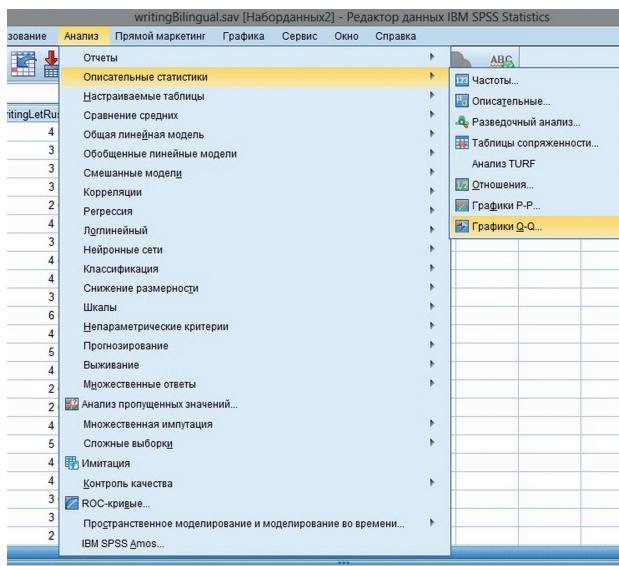 writingBilingual.sav [Наборданных2] - Редактор данных IBM SPSS Statistics
зование Анализ Прямой маркетинг Графика Сервис Окно Справка
Отчеты
Описательные статистики
Настраиваемые таблицы
Сравнение средних
Общая линейная модель
Обобщенные линейные модели
Смешанные модели
Корреляции
Регрессия
Логлинейный
Нейронные сети
Классификация
Снижение размерности
Шкалы
Непараметрические критерии
Прогнозирование
Выживание
Множественные ответы
Анализ пропущенных значений...
Множественная импутация
Сложные выборки
Имитация
Контроль качества
ROC-кривые...
Пространственное моделирование и моделирование во времени...
IBM SPSS Amos...
ABC
Частоты...
Описательные...
Разведочный анализ...
Таблицы сопряженности...
Анализ TURF
Отношения...
Графики P-P...
Графики Q-Q...
ritingLetRus
4
3
3
3
2
4
3
4
4
3
6
4
5
4
2
2
4
5
4
4
3
3
2